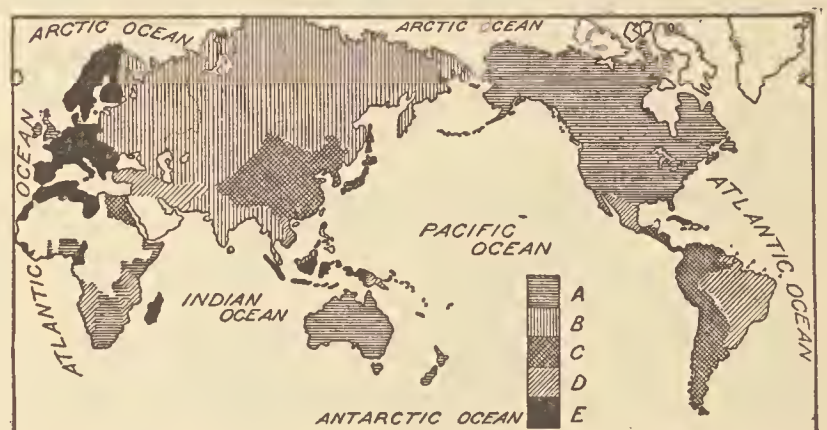 ARCTIC OCEAN
ARCTIC OCEAN
ATLANTIC OCEAN
PACIFIC
OCEAN
INDIAN
OCEAN
ATLANTIC OCEAN
A
B
C
D
E
ANTARCTIC OCEAN